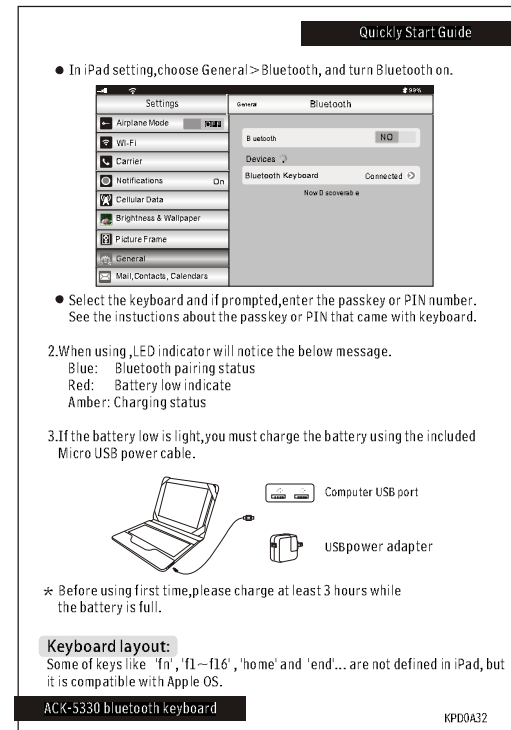 Quickly Start Guide
● In iPad setting,choose General>Bluetooth, and turn Bluetooth on.
99%
Settings
General
Bluetooth
Airplane Mode OFF
Wi-Fi
Carrier
Notifications On
Cellular Data
Brightness & Wallpaper
Picture Frame
General
Mail,Contacts, Calendars
B uetooth NO
Devices
Bluetooth Keyboard Connected
Now D scoverab e
● Select the keyboard and if prompted,enter the passkey or PIN number.
See the instuctions about the passkey or PIN that came with keyboard.
2.When using ,LED indicator will notice the below message.
Blue: Bluetooth pairing status
Red: Battery low indicate
Amber: Charging status
3.If the battery low is light,you must charge the battery using the included
Micro USB power cable.
Computer USB port
USBpower adapter
* Before using first time,please charge at least 3 hours while
the battery is full.
Keyboard layout:
Some of keys like 'fn', 'f1~f16', 'home' and 'end'... are not defined in iPad, but
it is compatible with Apple OS.
ACK-5330 bluetooth keyboard
KPD0A32